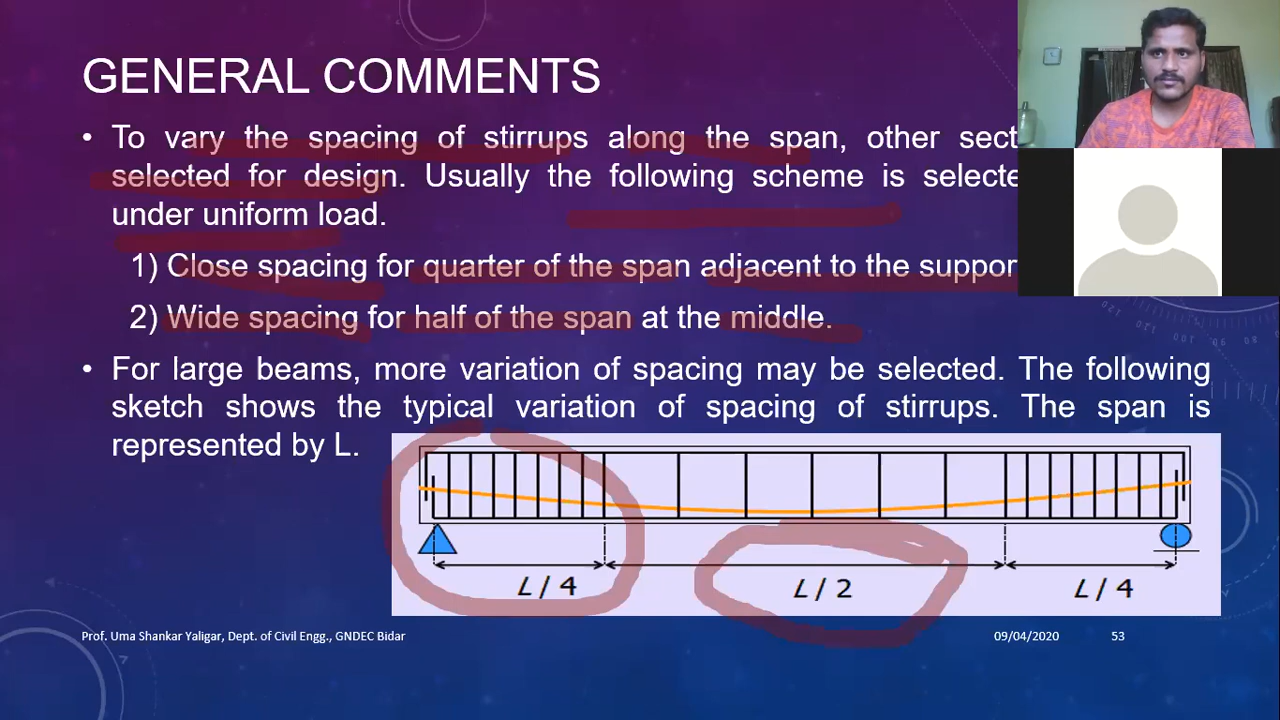 GENERAL COMMENTS
• To vary the spacing of stirrups along the span, other sect
selected for design. Usually the following scheme is selecte
under uniform load.
1) Close spacing for quarter of the span adjacent to the suppor
2) Wide spacing for half of the span at the middle.
• For large beams, more variation of spacing may be selected. The following
sketch shows the typical variation of spacing of stirrups. The span is
represented by L.
L / 4 L / 2 L / 4
Prof. Uma Shankar Yaligar, Dept. of Civil Engg., GNDEC Bidar 09/04/2020 53